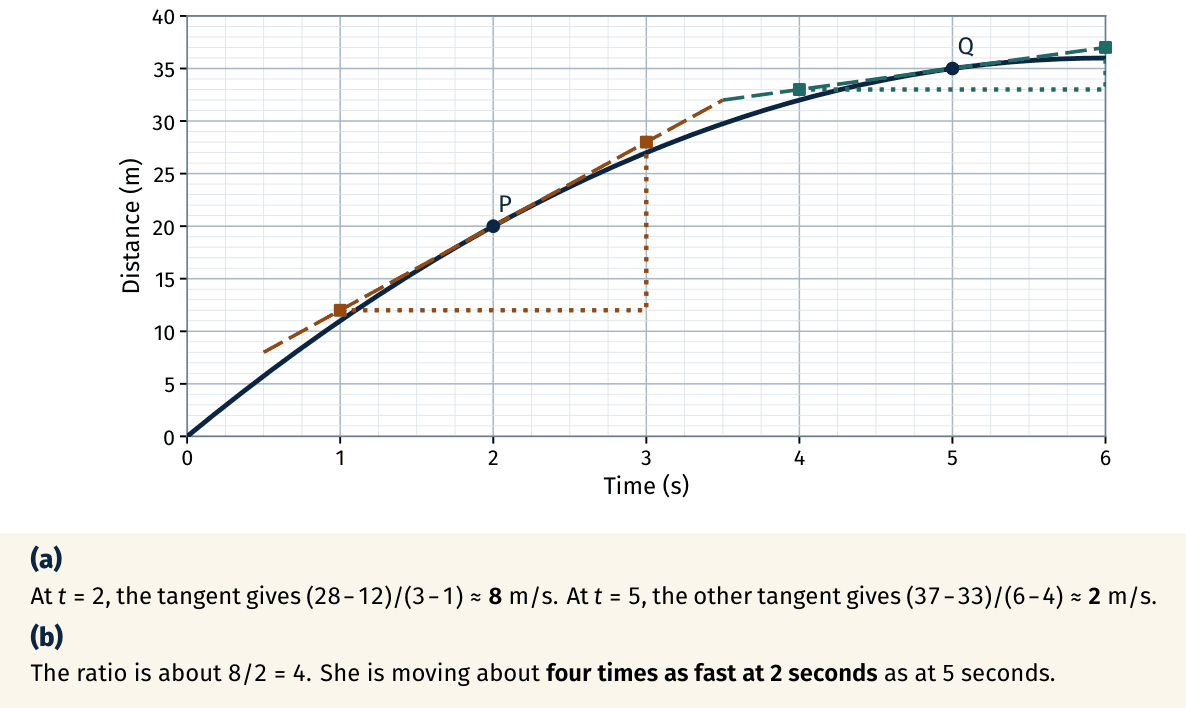 40
35
30
25
20
15
10
5
0
Distance (m)
P
Q
0 1 2 3 4 5 6
Time (s)
(a)
At t = 2, the tangent gives (28−12)/(3−1) ≈ 8 m/s. At t = 5, the other tangent gives (37−33)/(6−4) ≈ 2 m/s.
(b)
The ratio is about 8/2 = 4. She is moving about four times as fast at 2 seconds as at 5 seconds.